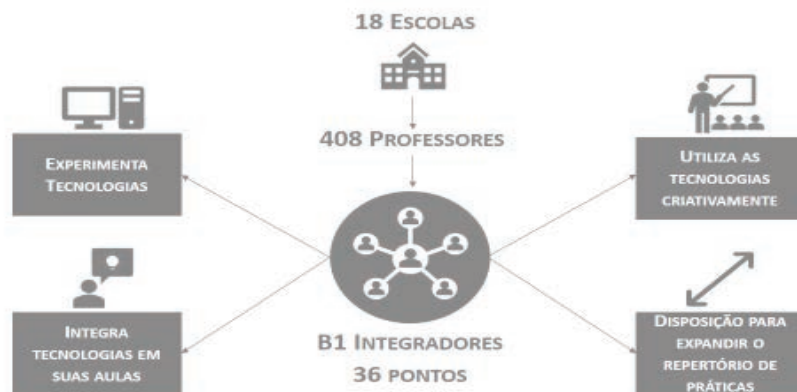 18 ESCOLAS
408 PROFESSORES
EXPERIMENTA
TECNOLOGIAS
UTILIZA AS
TECNOLOGIAS
CRIATIVAMENTE
INTEGRA
TECNOLOGIAS EM
SUAS AULAS
B1 INTEGRADORES
36 PONTOS
DISPOSIÇÃO PARA
EXPANDIR O
REPERTÓRIO DE
PRÁTICAS